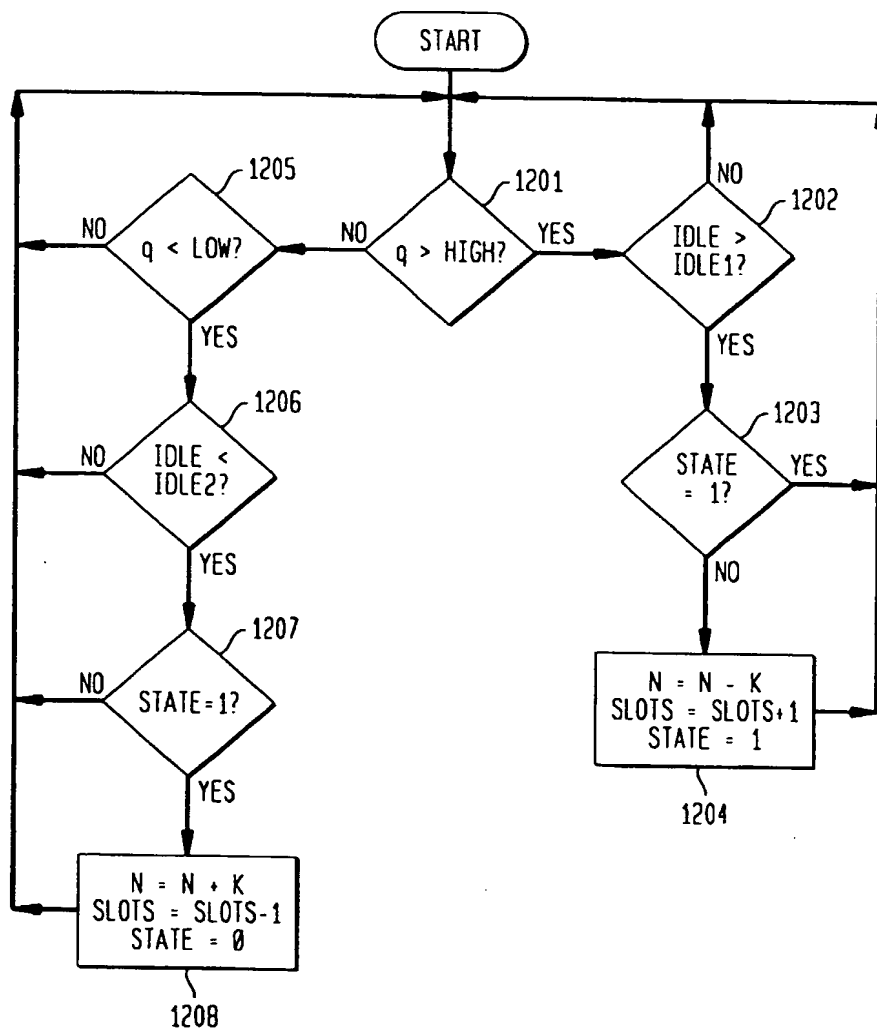 START
1205
1201
1202
NO
q < LOW?
NO
q > HIGH?
YES
NO
IDLE >
IDLE1?
YES
YES
1206
1203
NO
IDLE <
IDLE2?
STATE
= 1?
YES
YES
NO
1207
NO
STATE=1?
N = N - K
SLOTS = SLOTS+1
STATE = 1
YES
1204
N = N + K
SLOTS = SLOTS-1
STATE = 0
1208